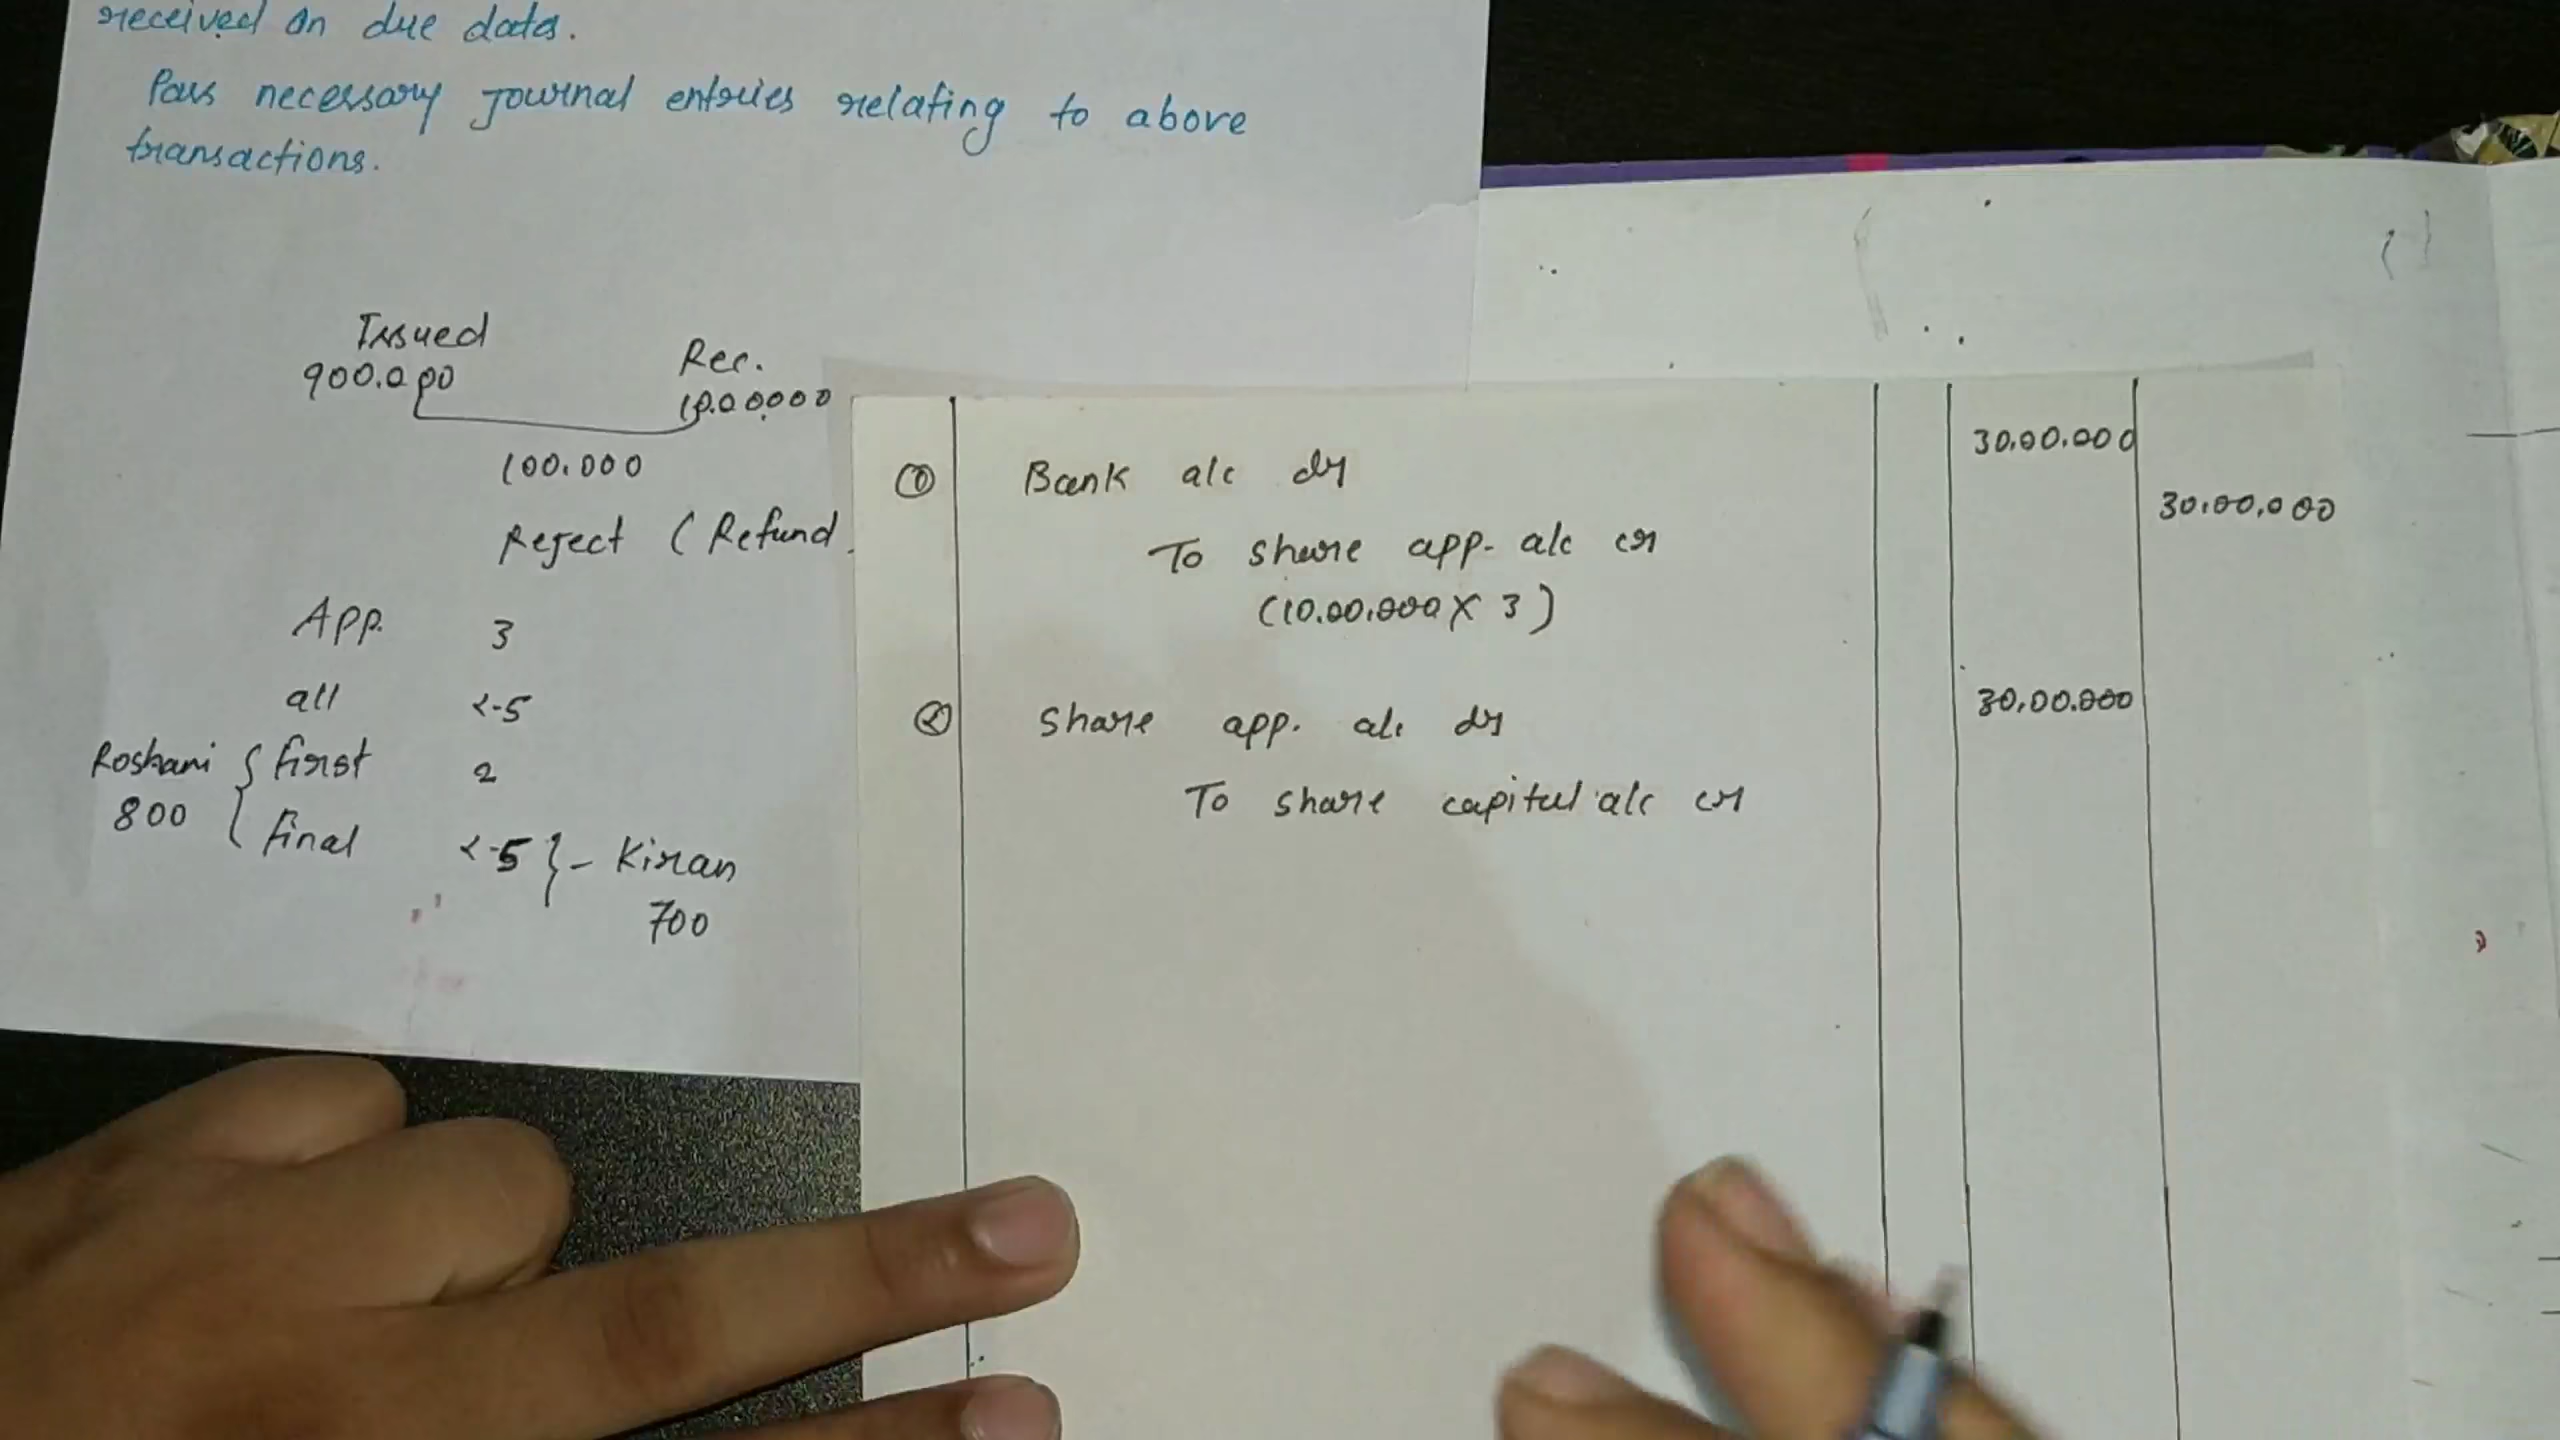 received on due dates.
Pass necessary Journal entries relating to above
transactions.
Issued
900.000
Rec.
10.00.000
100.000
Reject (Refund
App. 3
all 2.5
Roshani { first 2
800
final 2.5 } - Kiran
700
① Bank a/c dr 30,00.000
To share app. a/c cr 30,00,000
(10.00.000 X 3)
② Share app. a/c dr 30,00.000
To share capital a/c cr